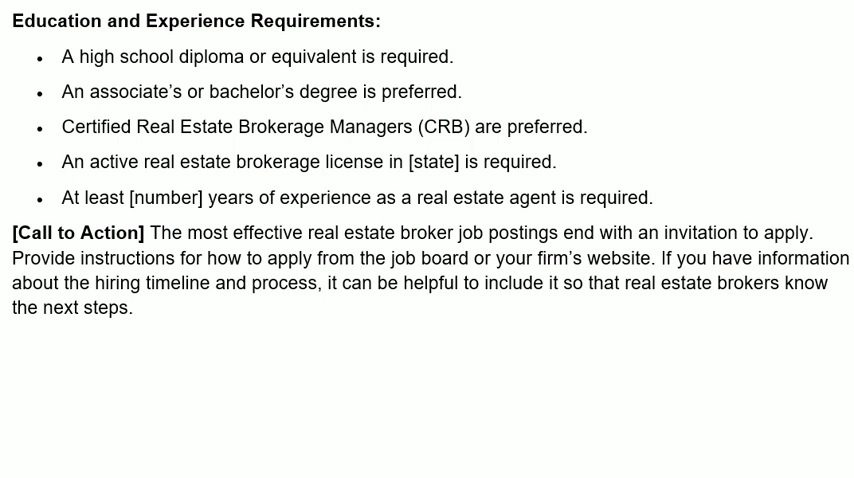 Education and Experience Requirements:
• A high school diploma or equivalent is required.
• An associate’s or bachelor’s degree is preferred.
• Certified Real Estate Brokerage Managers (CRB) are preferred.
• An active real estate brokerage license in [state] is required.
• At least [number] years of experience as a real estate agent is required.
[Call to Action] The most effective real estate broker job postings end with an invitation to apply.
Provide instructions for how to apply from the job board or your firm’s website. If you have information
about the hiring timeline and process, it can be helpful to include it so that real estate brokers know
the next steps.